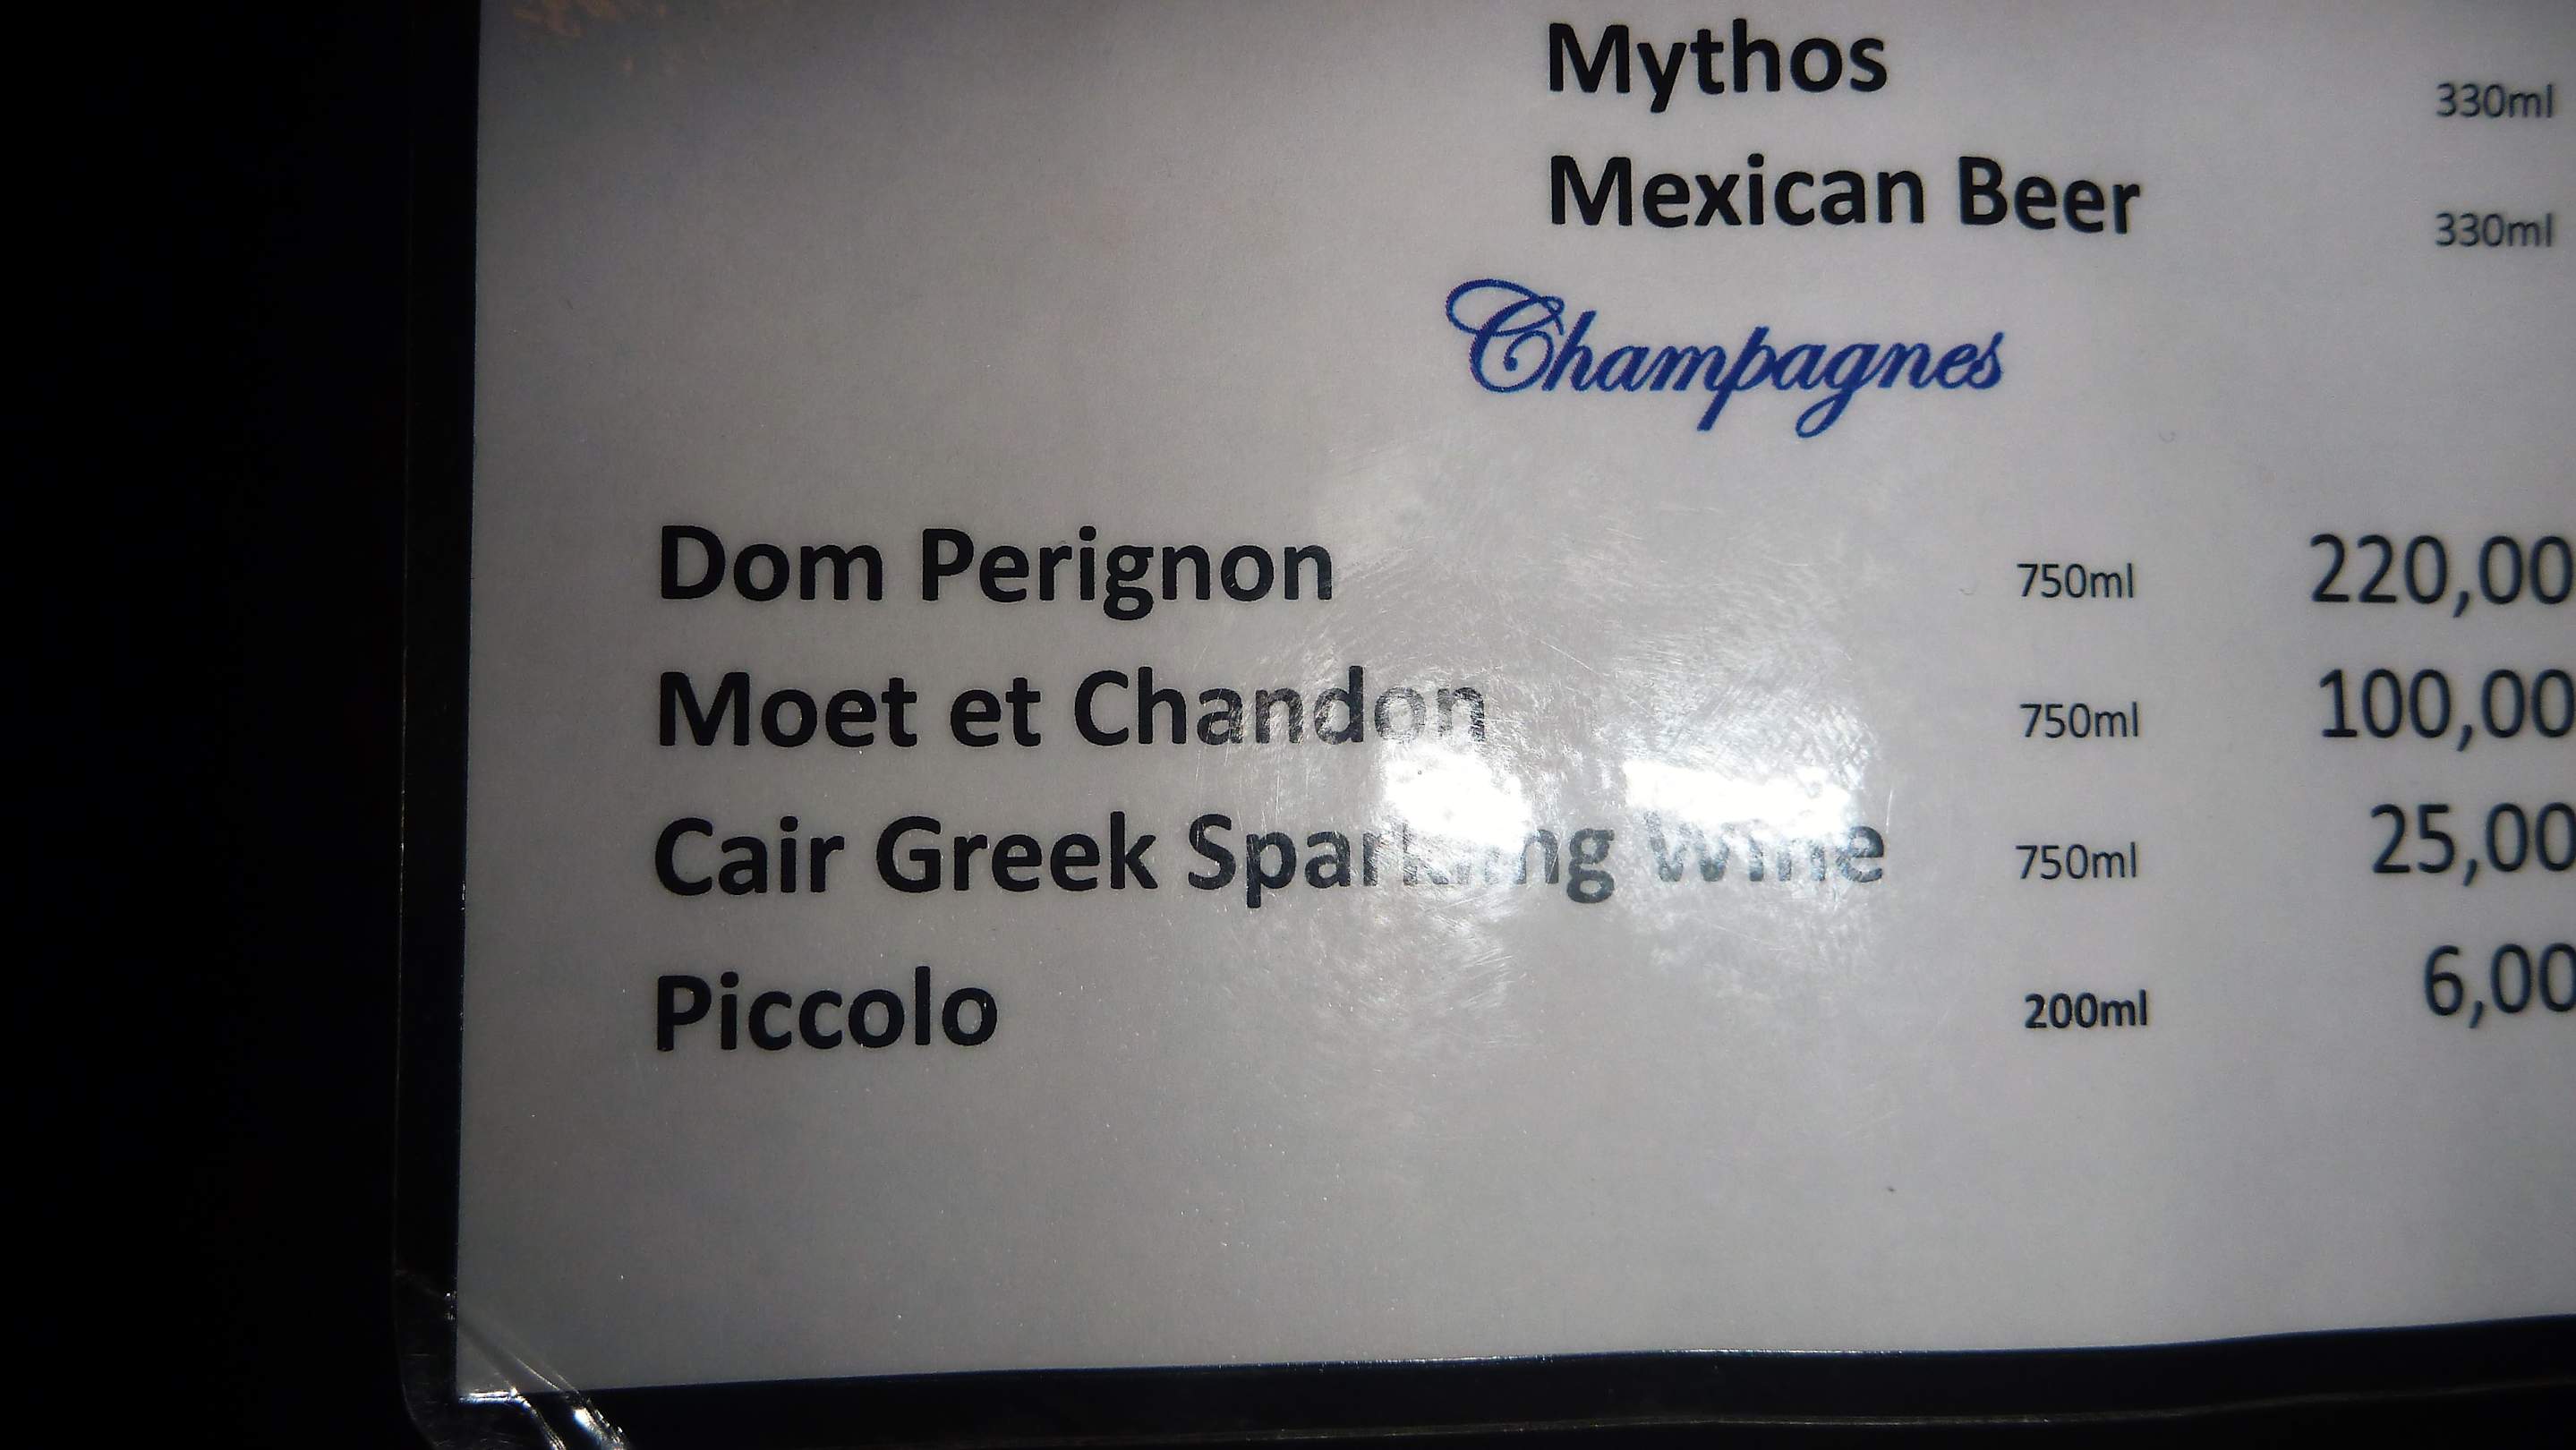 Mythos 330ml
Mexican Beer 330ml
Champagnes
Dom Perignon 750ml 220,00
Moet et Chandon 750ml 100,00
Cair Greek Sparkling Wine 750ml 25,00
Piccolo 200ml 6,00